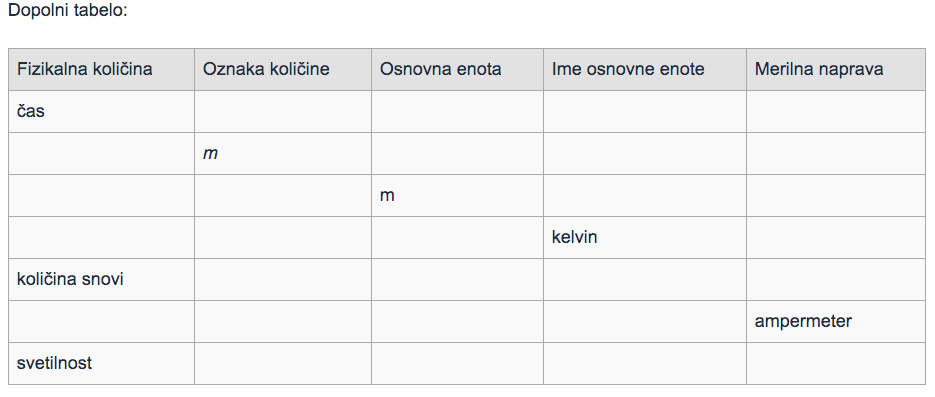 Dopolni tabelo:
Fizikalna količina Oznaka količine Osnovna enota Ime osnovne enote Merilna naprava
čas
m
m
kelvin
količina snovi
ampermeter
svetilnost